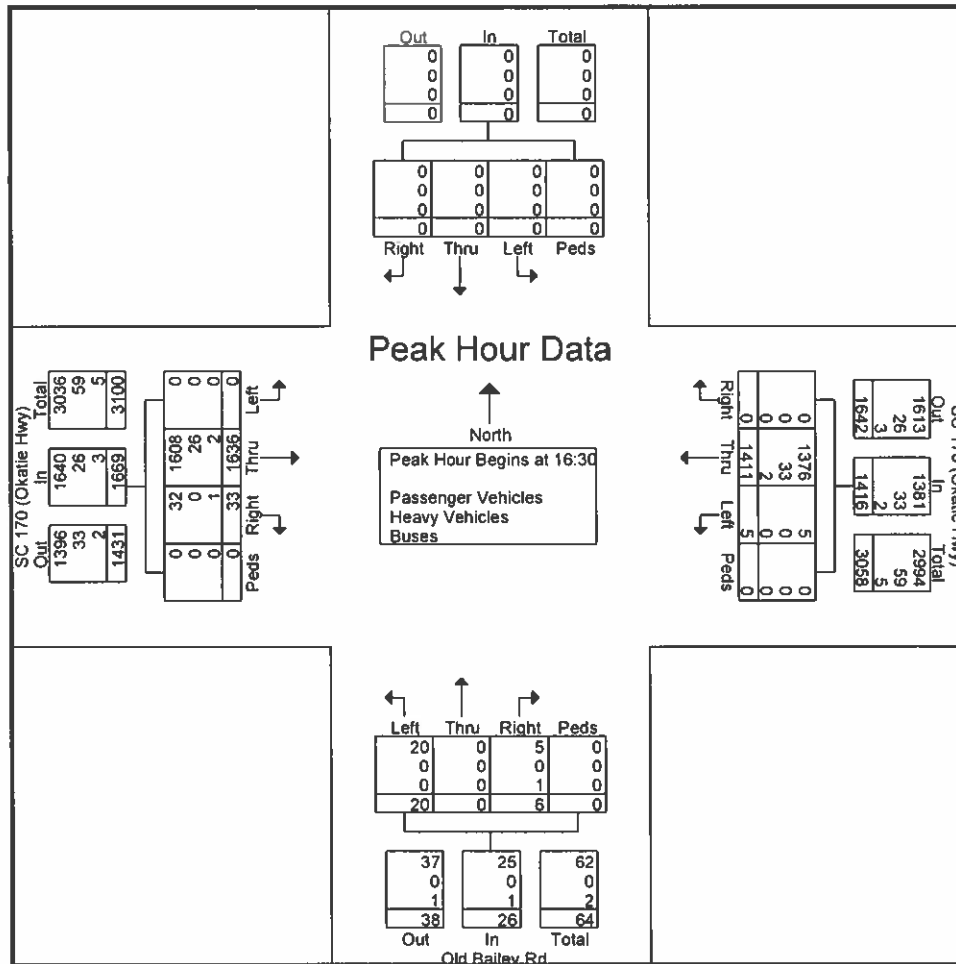 Out In Total
0 0 0
0 0 0
0 0 0
0 0 0
0 0 0 0
0 0 0 0
0 0 0 0
0 0 0 0
Right Thru Left Peds
Peak Hour Data
North
Peak Hour Begins at 16:30
Passenger Vehicles
Heavy Vehicles
Buses
SC 170 (Okatie Hwy)
Out In Total
1396 1640 3036
33 26 59
2 3 5
1431 1669 3100
Peds Right Thru Left
0 32 1608 0
0 0 26 0
0 1 2 0
0 33 1636 0
SC 170 (Okatie Hwy)
Out In Total
1613 1381 2994
26 33 59
3 2 5
1642 1416 3058
Right Thru Left Peds
0 1376 5 0
0 33 0 0
0 2 0 0
0 1411 5 0
Left Thru Right Peds
20 0 5 0
0 0 0 0
0 0 1 0
20 0 6 0
37 25 62
0 0 0
1 1 2
38 26 64
Out In Total
Old Bailey Rd